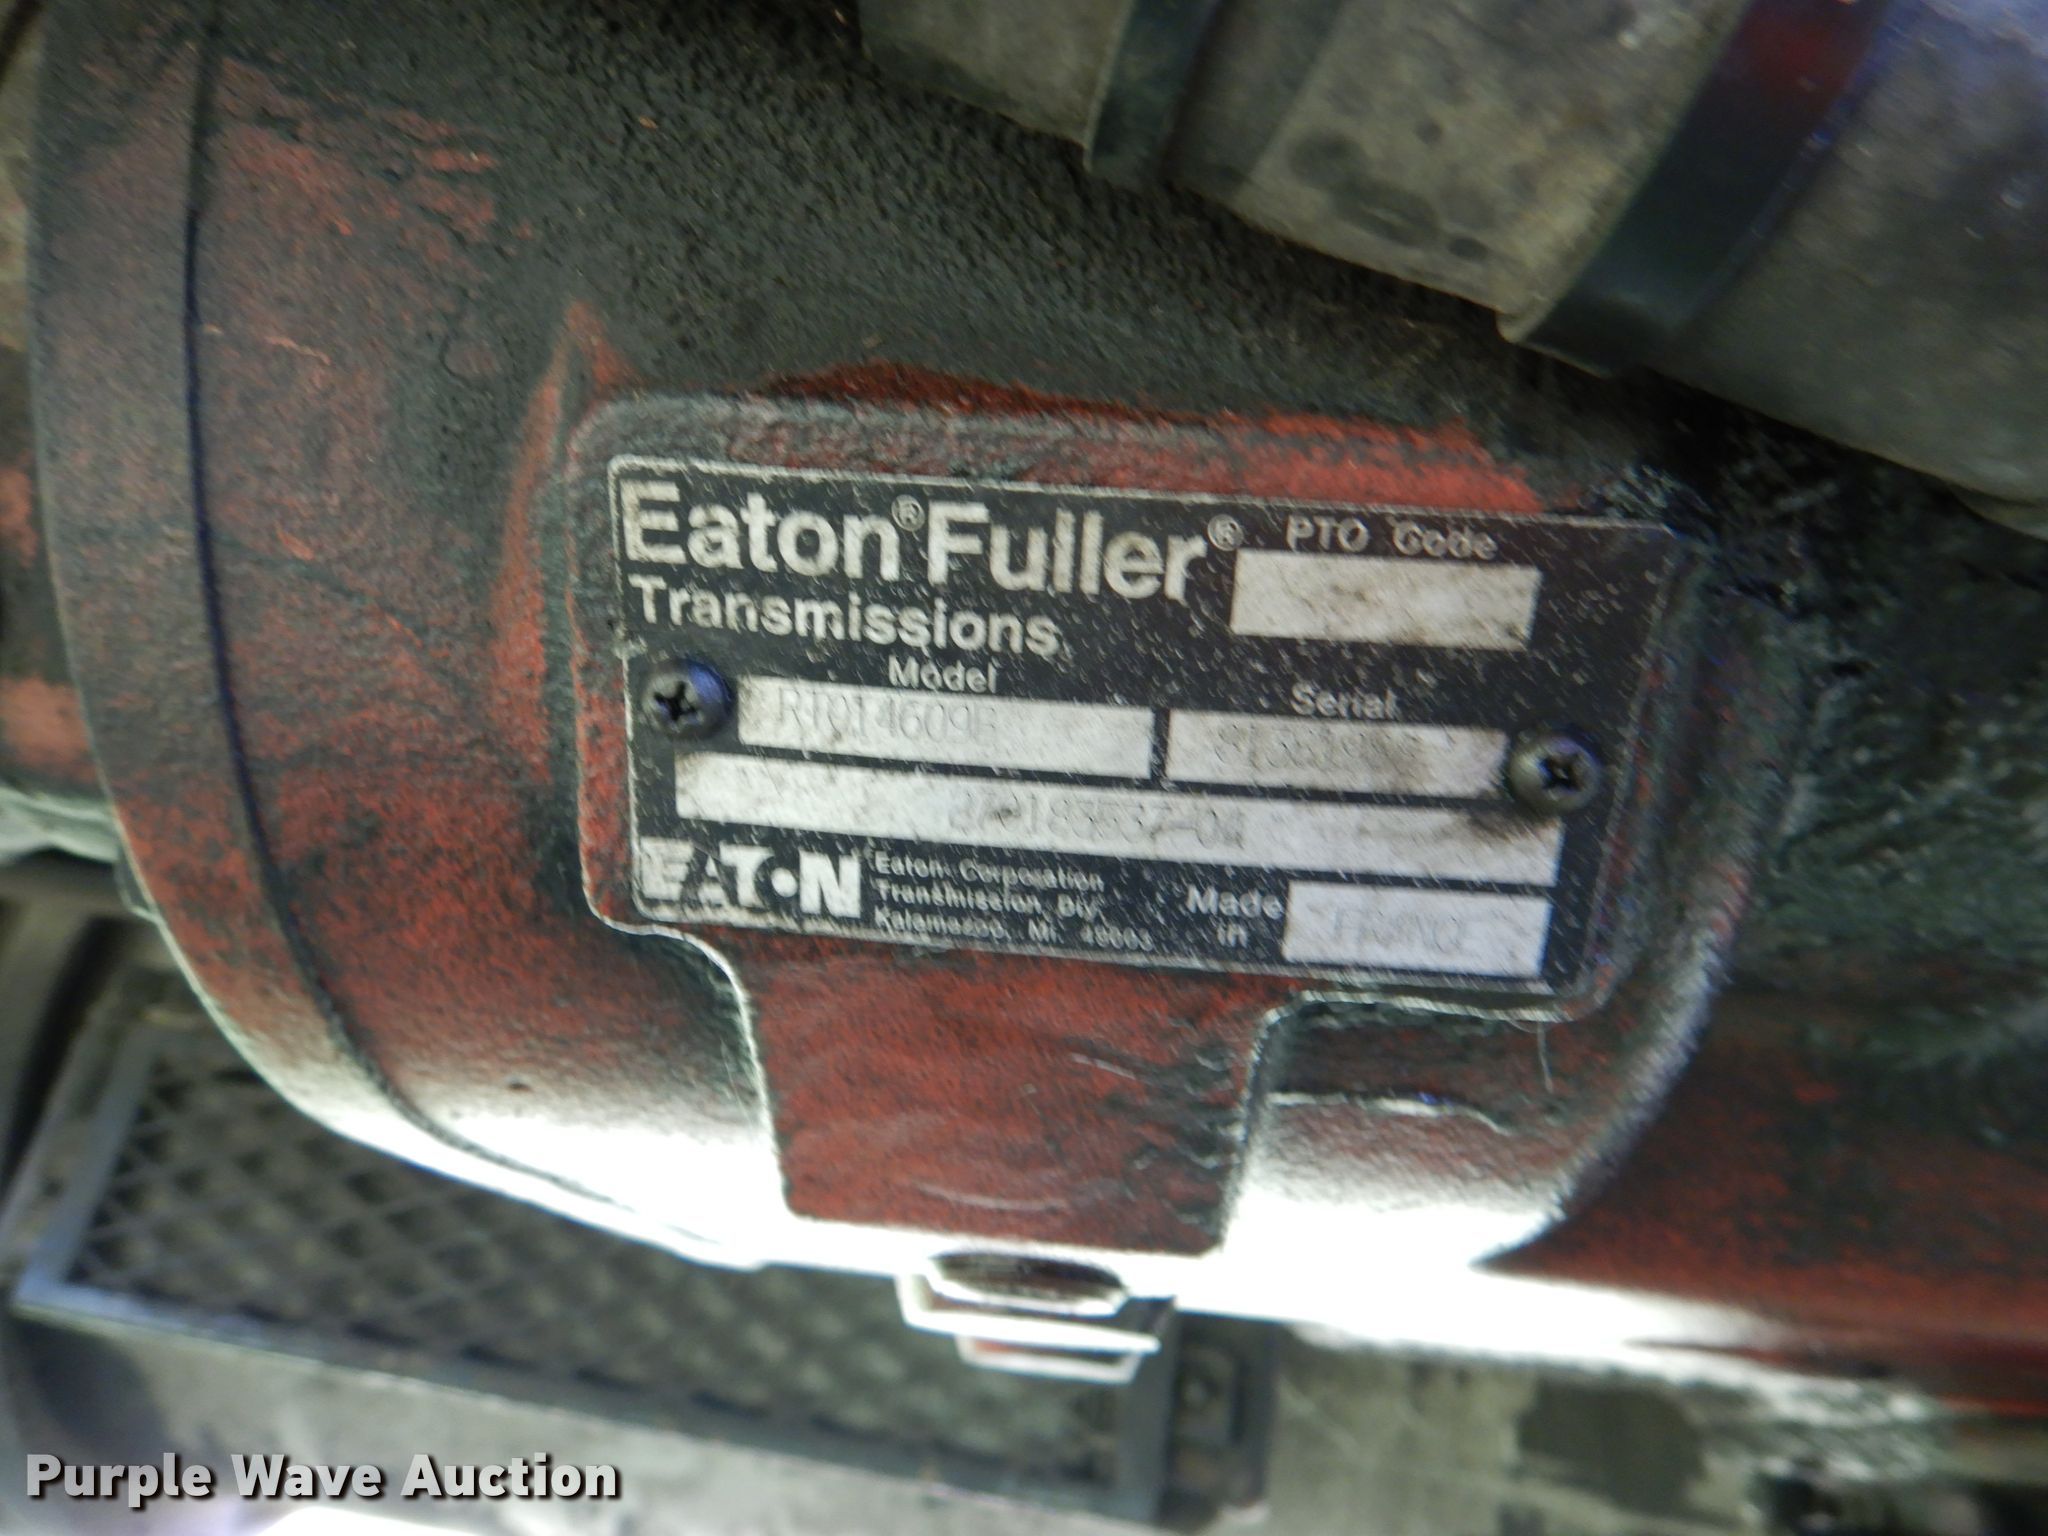 Eaton® Fuller® PTO Code
Transmissions
Model Serial
RTO14609B
EATON Eaton Corporation
Transmission Div. Made
Kalamazoo, MI. 49003 in
Purple Wave Auction